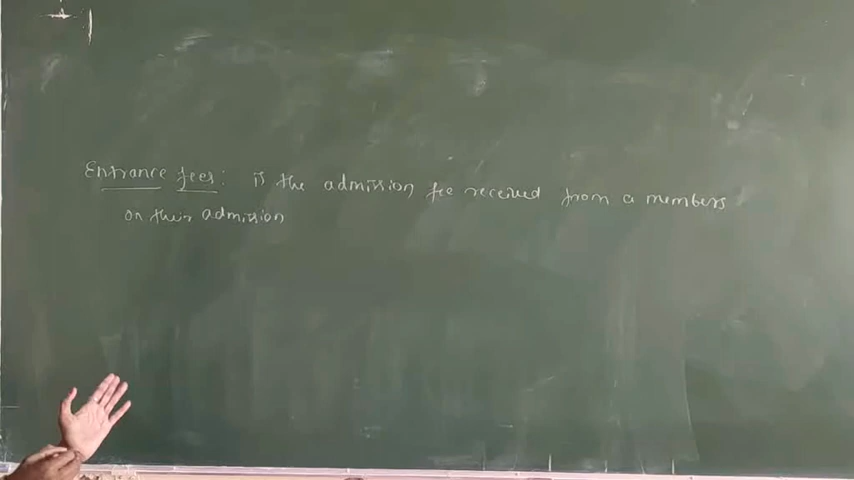 Entrance fees: is the admission fee received from a members
on their admission